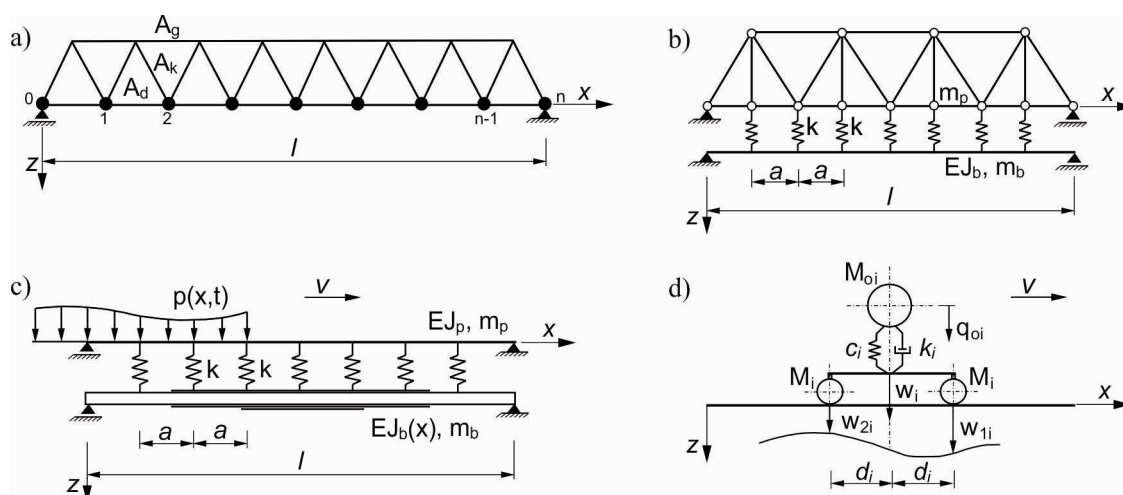 a)
A_g
A_k
A_d
0
1
2
n-1
n
x
l
z
b)
m_p
x
k
k
EJ_b, m_b
a
a
l
z
c)
p(x,t)
v
EJ_p, m_p
x
k
k
EJ_b(x), m_b
a
a
l
z
d)
M_oi
v
q_oi
c_i
k_i
M_i
M_i
w_i
x
w_2i
w_1i
z
d_i
d_i